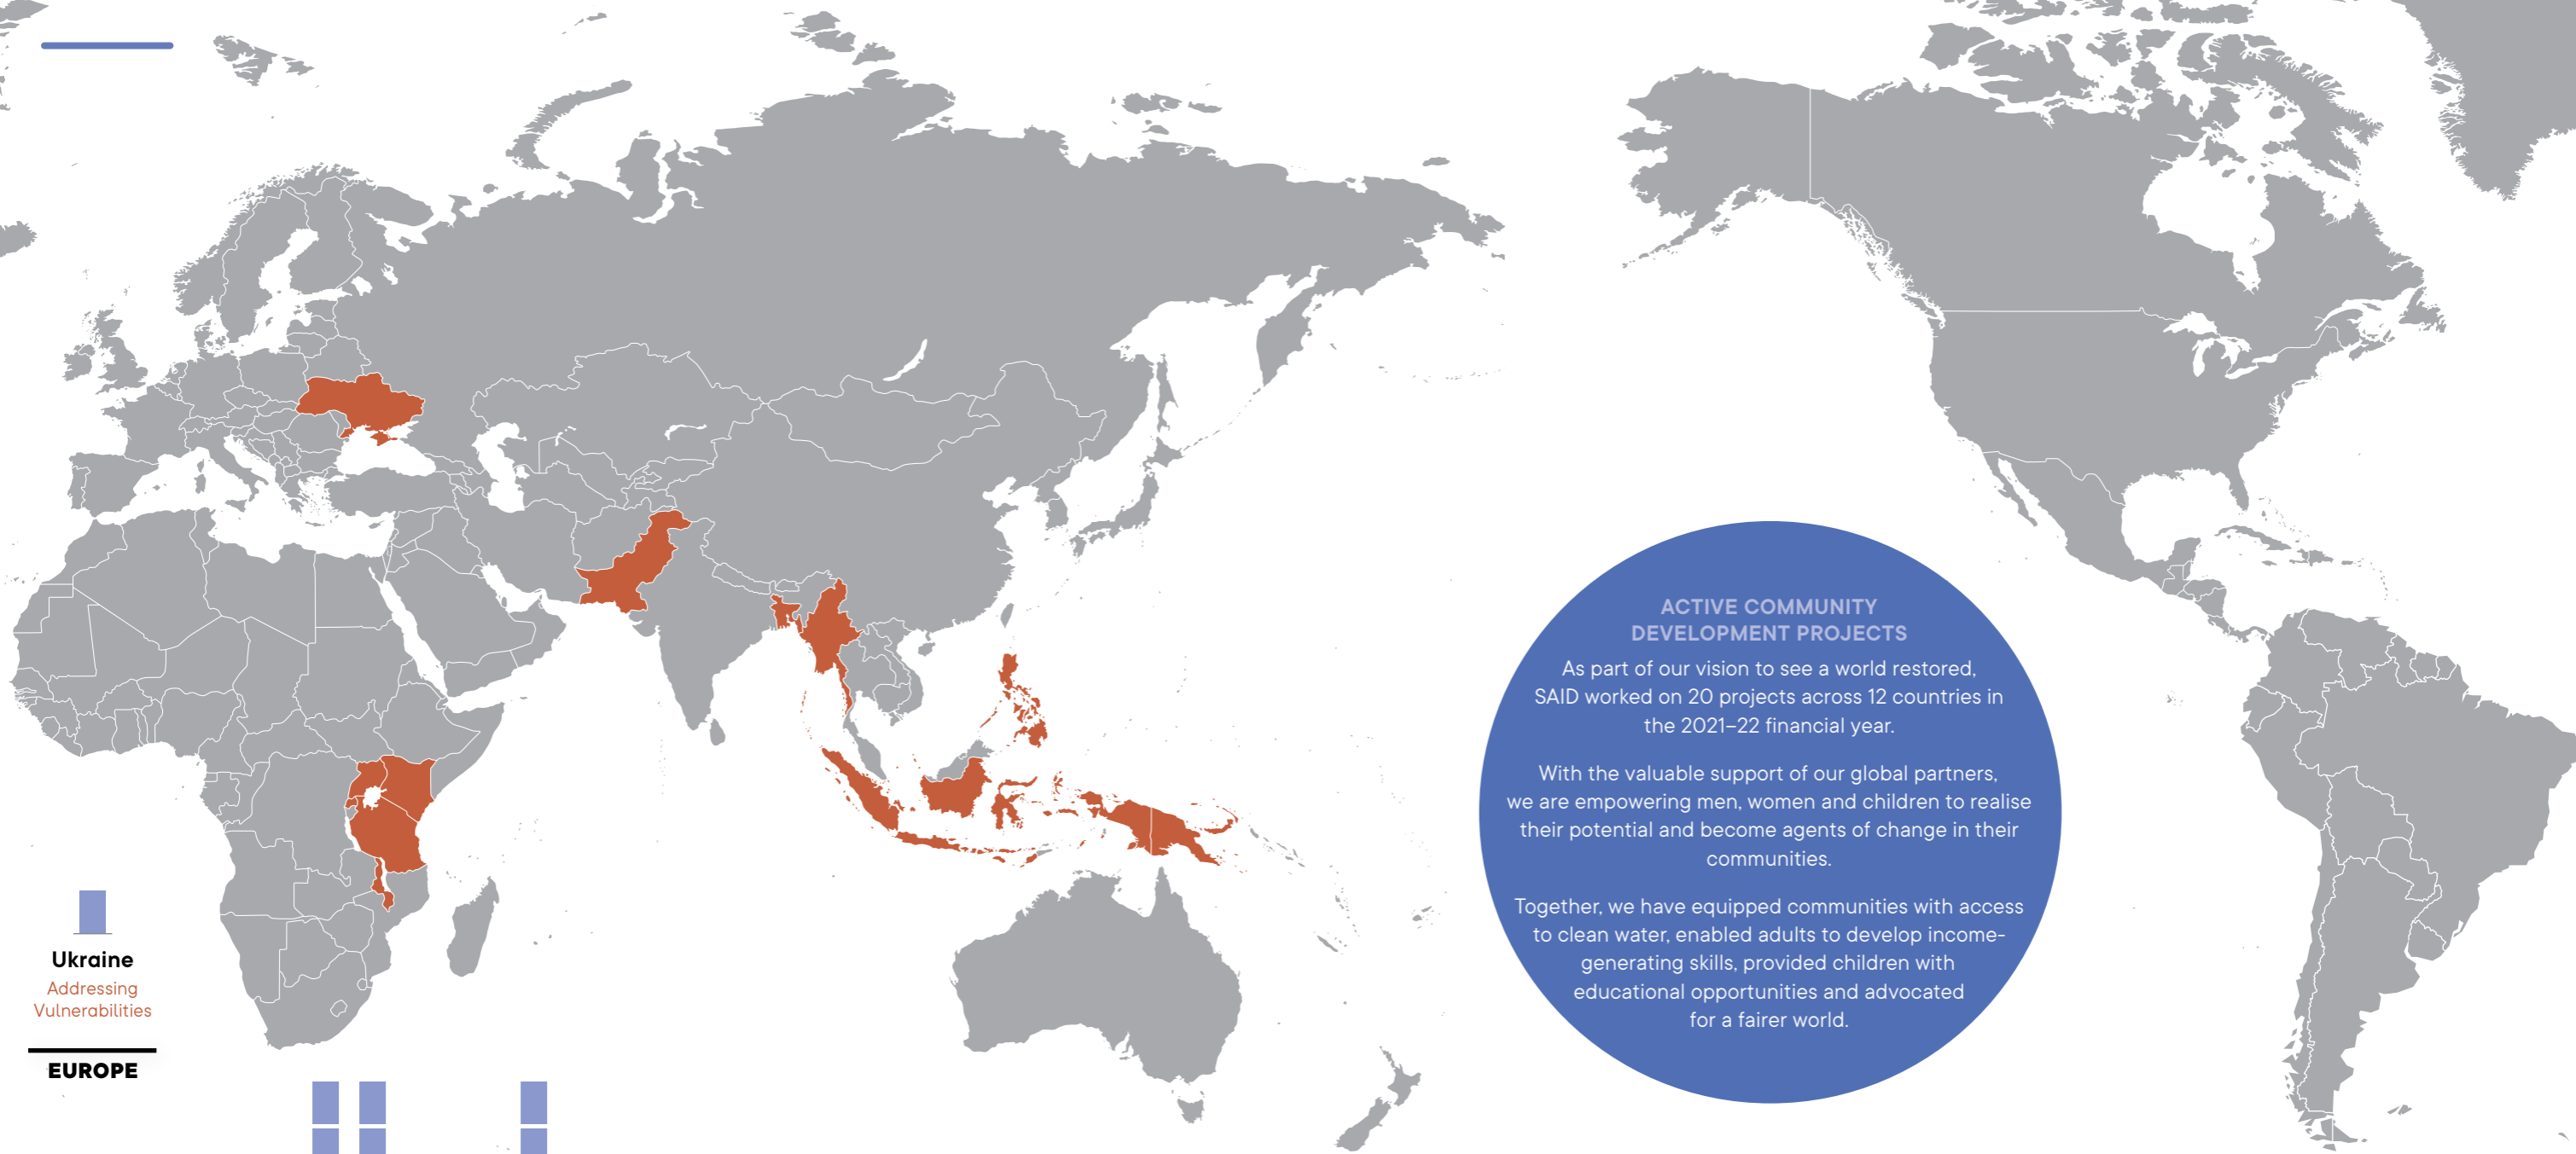 ACTIVE COMMUNITY
DEVELOPMENT PROJECTS
As part of our vision to see a world restored,
SAID worked on 20 projects across 12 countries in
the 2021–22 financial year.
With the valuable support of our global partners,
we are empowering men, women and children to realise
their potential and become agents of change in their
communities.
Together, we have equipped communities with access
to clean water, enabled adults to develop income-
generating skills, provided children with
educational opportunities and advocated
for a fairer world.
Ukraine
Addressing
Vulnerabilities
EUROPE